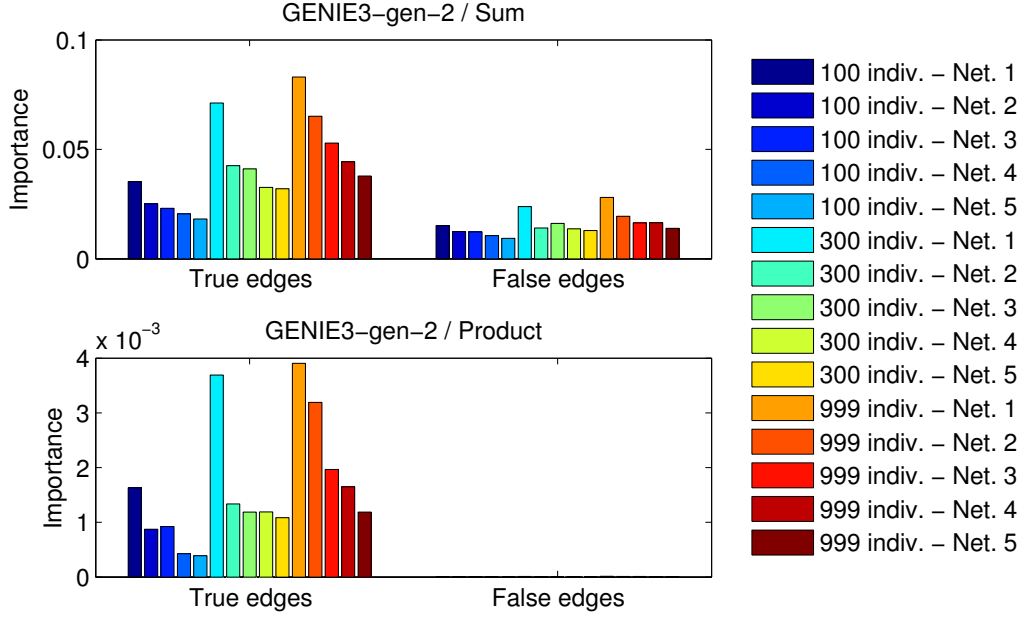 GENIE3−gen−2 / Sum
0.1
0.05
0
Importance
True edges
False edges
GENIE3−gen−2 / Product
x 10−3
4
3
2
1
0
Importance
True edges
False edges
100 indiv. − Net. 1
100 indiv. − Net. 2
100 indiv. − Net. 3
100 indiv. − Net. 4
100 indiv. − Net. 5
300 indiv. − Net. 1
300 indiv. − Net. 2
300 indiv. − Net. 3
300 indiv. − Net. 4
300 indiv. − Net. 5
999 indiv. − Net. 1
999 indiv. − Net. 2
999 indiv. − Net. 3
999 indiv. − Net. 4
999 indiv. − Net. 5